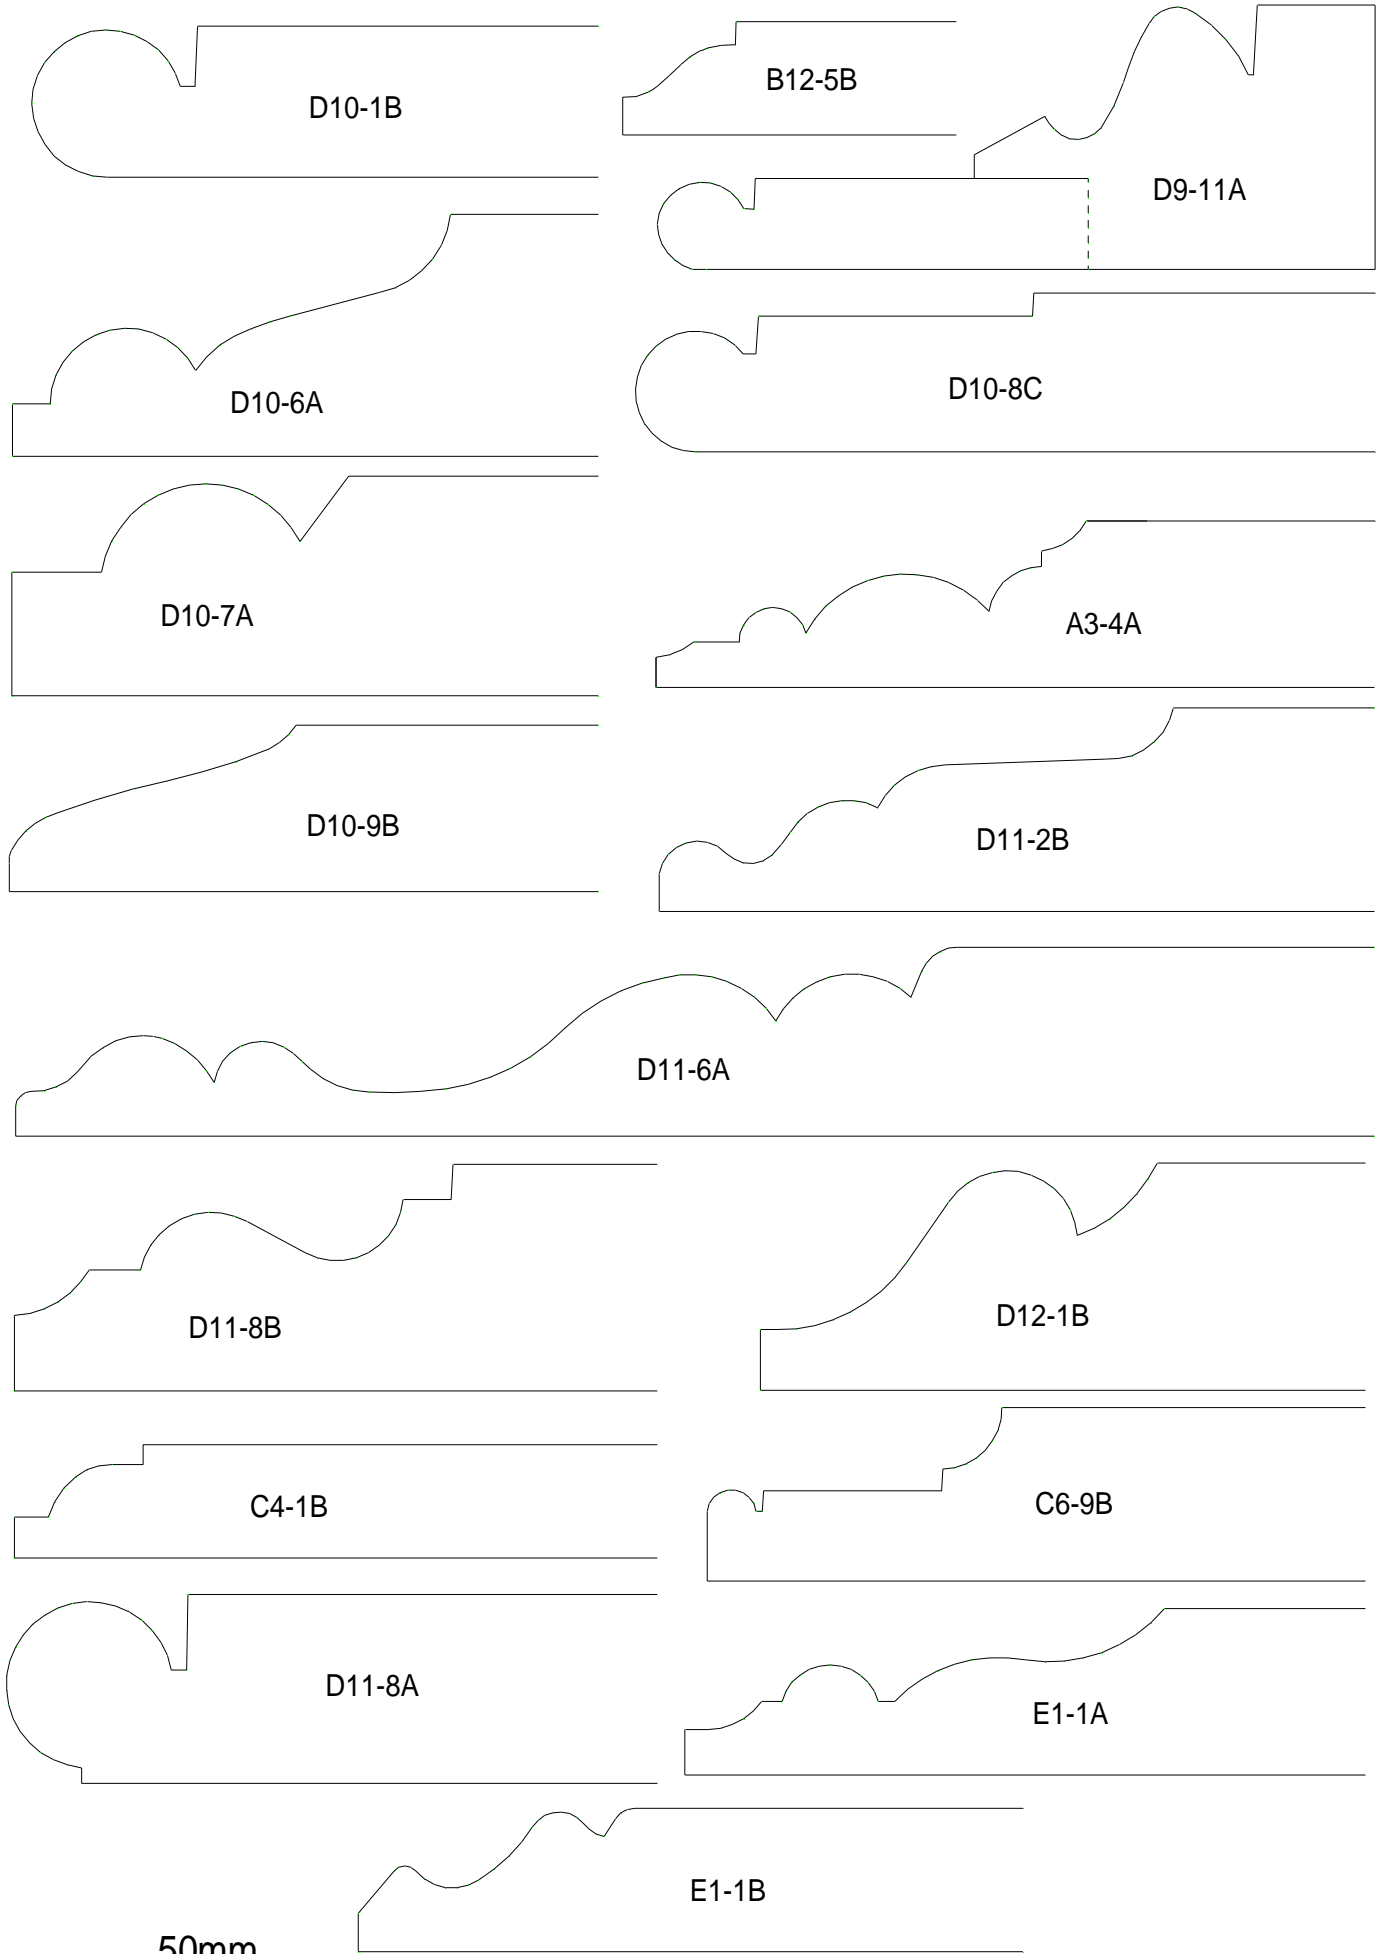 D10-1B
B12-5B
D9-11A
D10-6A
D10-8C
D10-7A
A3-4A
D10-9B
D11-2B
D11-6A
D11-8B
D12-1B
C4-1B
C6-9B
D11-8A
E1-1A
E1-1B
50mm